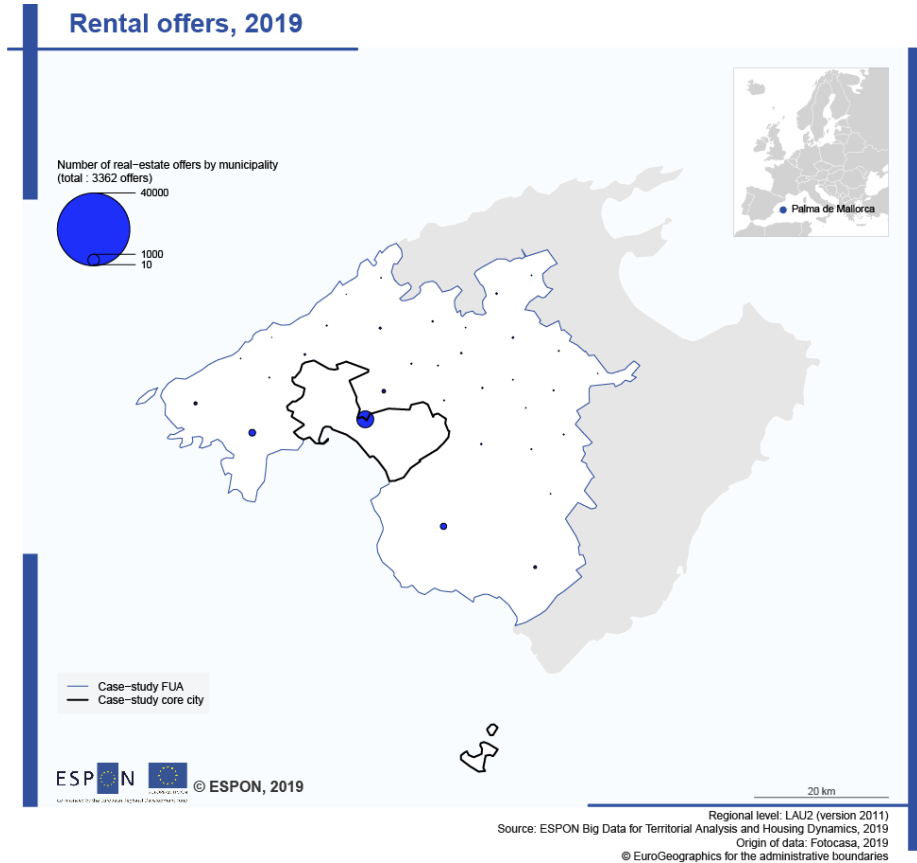 Rental offers, 2019
Palma de Mallorca
Number of real−estate offers by municipality
(total : 3362 offers)
40000
1000
10
Case−study FUA
Case−study core city
ESPON
© ESPON, 2019
20 km
Regional level: LAU2 (version 2011)
Source: ESPON Big Data for Territorial Analysis and Housing Dynamics, 2019
Origin of data: Fotocasa, 2019
© EuroGeographics for the administrative boundaries